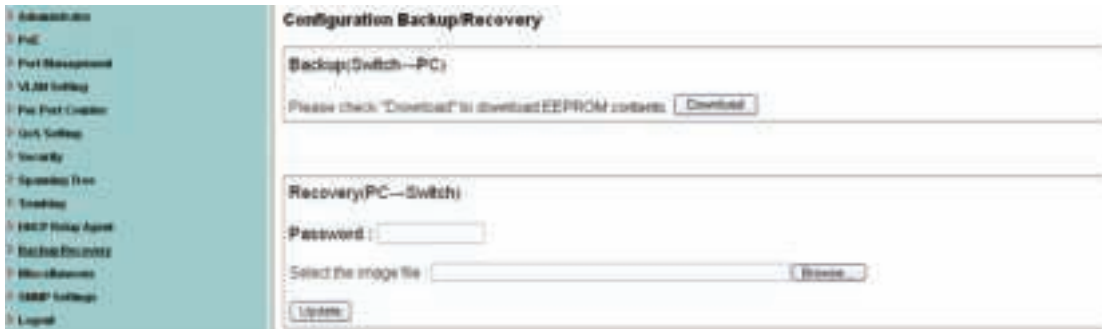 Administrator
PoE
Port Management
VLAN Setting
Per Port Counter
QoS Setting
Security
Spanning Tree
Trunking
DHCP Relay Agent
Backup/Recovery
Miscellaneous
SNMP Settings
Logout
Configuration Backup/Recovery
Backup(Switch---PC)
Please check "Download" to download EEPROM contents. Download
Recovery(PC---Switch)
Password :
Select the image file : Browse...
Update